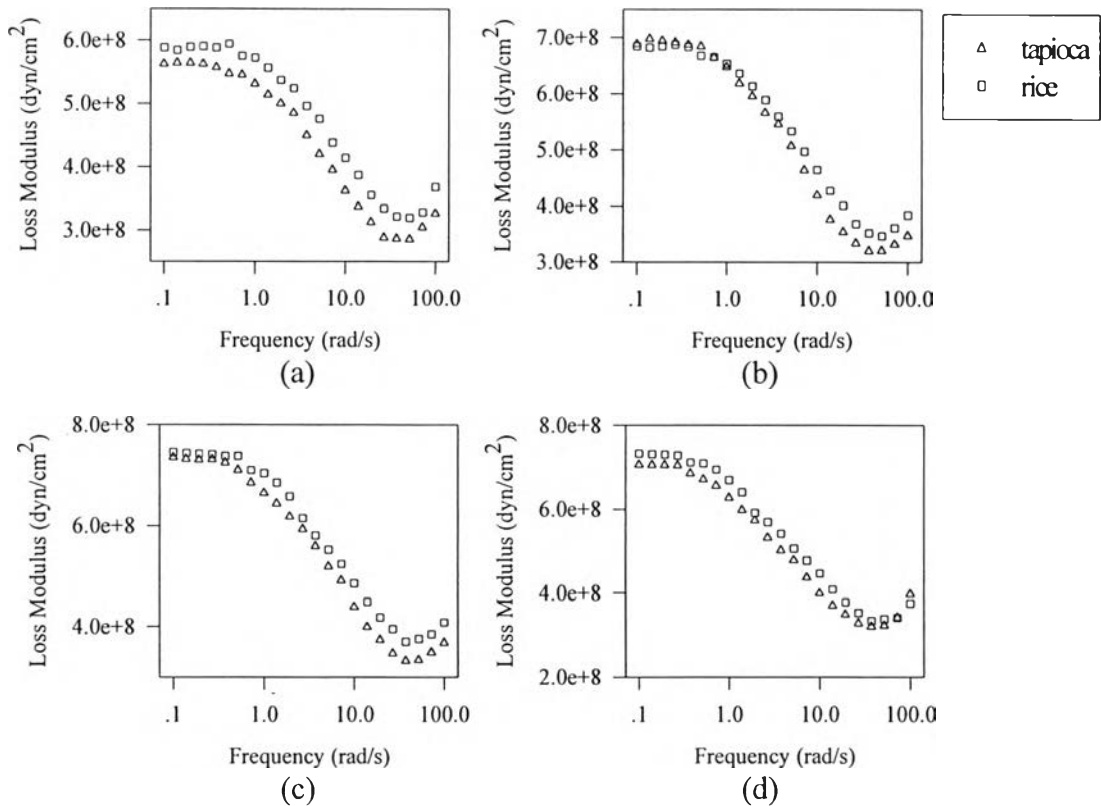 6.0e+8
5.0e+8
4.0e+8
3.0e+8
Loss Modulus (dyn/cm²)
.1 1.0 10.0 100.0
Frequency (rad/s)
(a)
7.0e+8
6.0e+8
5.0e+8
4.0e+8
3.0e+8
Loss Modulus (dyn/cm²)
.1 1.0 10.0 100.0
Frequency (rad/s)
(b)
tapioca
rice
8.0e+8
6.0e+8
4.0e+8
Loss Modulus (dyn/cm²)
.1 1.0 10.0 100.0
Frequency (rad/s)
(c)
8.0e+8
6.0e+8
4.0e+8
2.0e+8
Loss Modulus (dyn/cm²)
.1 1.0 10.0 100.0
Frequency (rad/s)
(d)